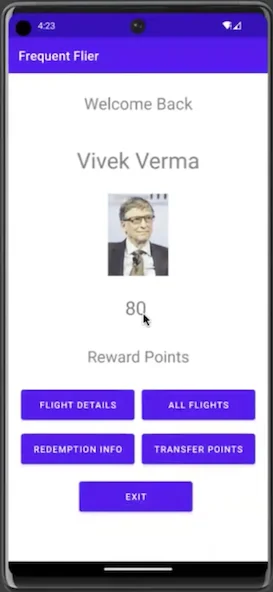 4:23
Frequent Flier
Welcome Back
Vivek Verma
80
Reward Points
FLIGHT DETAILS
ALL FLIGHTS
REDEMPTION INFO
TRANSFER POINTS
EXIT